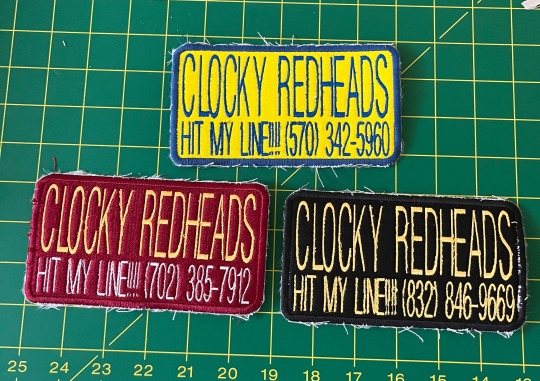 CLOCKY REDHEADS
HIT MY LINE!!!! (570) 342-5960
CLOCKY REDHEADS
HIT MY LINE!!!! (702) 385-7912
CLOCKY REDHEADS
HIT MY LINE!!!! (832) 846-9669
25 24 23 22 21 20 19 18 17 16 15 14 13